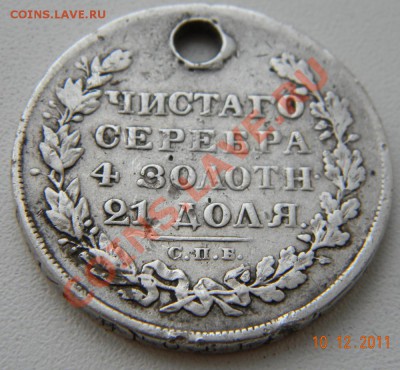 COINS.LAVE.RU
ЧИСТАГО
СЕРЕБРА
4 ЗОЛОТН.
21 ДОЛЯ.
С.П.Б.
COINS.LAVE.RU
10.12.2011